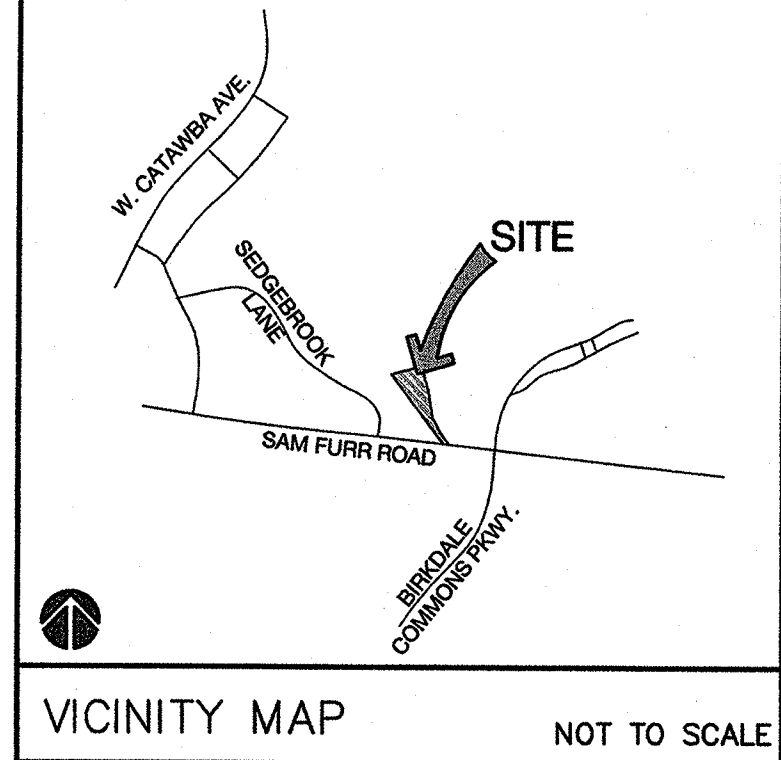 W. CATAWBA AVE.
SITE
SEDGEBROOK
LANE
SAM FURR ROAD
BIRKDALE
COMMONS PKWY.
VICINITY MAP
NOT TO SCALE